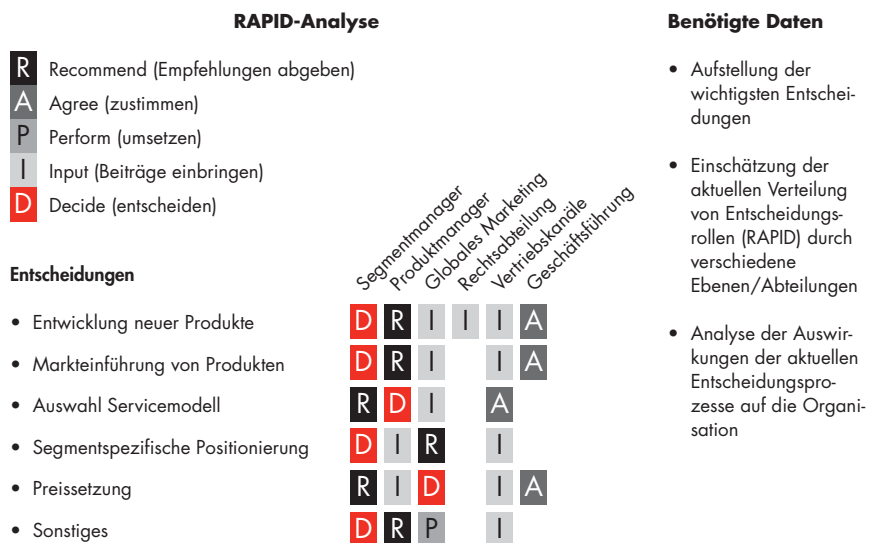 RAPID-Analyse
R Recommend (Empfehlungen abgeben)
A Agree (zustimmen)
P Perform (umsetzen)
I Input (Beiträge einbringen)
D Decide (entscheiden)
Entscheidungen
Segmentmanager
Produktmanager
Globales Marketing
Rechtsabteilung
Vertriebskanäle
Geschäftsführung
• Entwicklung neuer Produkte D R I I I A
• Markteinführung von Produkten D R I I A
• Auswahl Servicemodell R D I A
• Segmentspezifische Positionierung D I R I
• Preissetzung R I D I A
• Sonstiges D R P I
Benötigte Daten
• Aufstellung der
wichtigsten Entschei-
dungen
• Einschätzung der
aktuellen Verteilung
von Entscheidungs-
rollen (RAPID) durch
verschiedene
Ebenen/Abteilungen
• Analyse der Auswir-
kungen der aktuellen
Entscheidungspro-
zesse auf die Organi-
sation